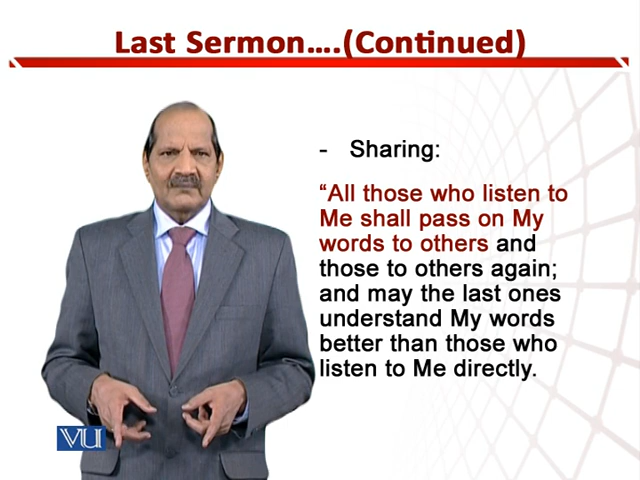 Last Sermon....(Continued)
- Sharing:
“All those who listen to
Me shall pass on My
words to others and
those to others again;
and may the last ones
understand My words
better than those who
listen to Me directly.
VU